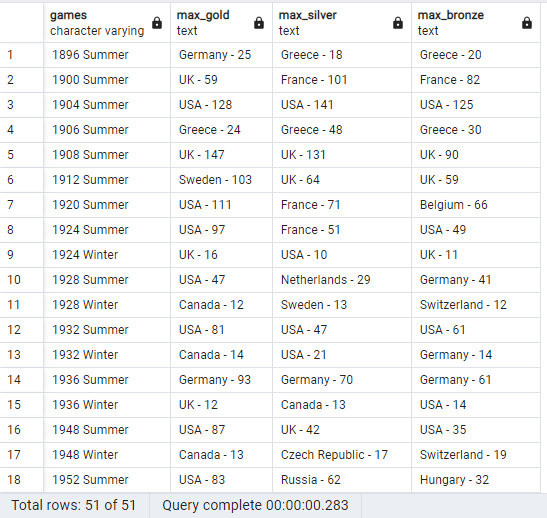 games max_gold max_silver max_bronze
character varying text text text
1 1896 Summer Germany - 25 Greece - 18 Greece - 20
2 1900 Summer UK - 59 France - 101 France - 82
3 1904 Summer USA - 128 USA - 141 USA - 125
4 1906 Summer Greece - 24 Greece - 48 Greece - 30
5 1908 Summer UK - 147 UK - 131 UK - 90
6 1912 Summer Sweden - 103 UK - 64 UK - 59
7 1920 Summer USA - 111 France - 71 Belgium - 66
8 1924 Summer USA - 97 France - 51 USA - 49
9 1924 Winter UK - 16 USA - 10 UK - 11
10 1928 Summer USA - 47 Netherlands - 29 Germany - 41
11 1928 Winter Canada - 12 Sweden - 13 Switzerland - 12
12 1932 Summer USA - 81 USA - 47 USA - 61
13 1932 Winter Canada - 14 USA - 21 Germany - 14
14 1936 Summer Germany - 93 Germany - 70 Germany - 61
15 1936 Winter UK - 12 Canada - 13 USA - 14
16 1948 Summer USA - 87 UK - 42 USA - 35
17 1948 Winter Canada - 13 Czech Republic - 17 Switzerland - 19
18 1952 Summer USA - 83 Russia - 62 Hungary - 32
Total rows: 51 of 51 Query complete 00:00:00.283